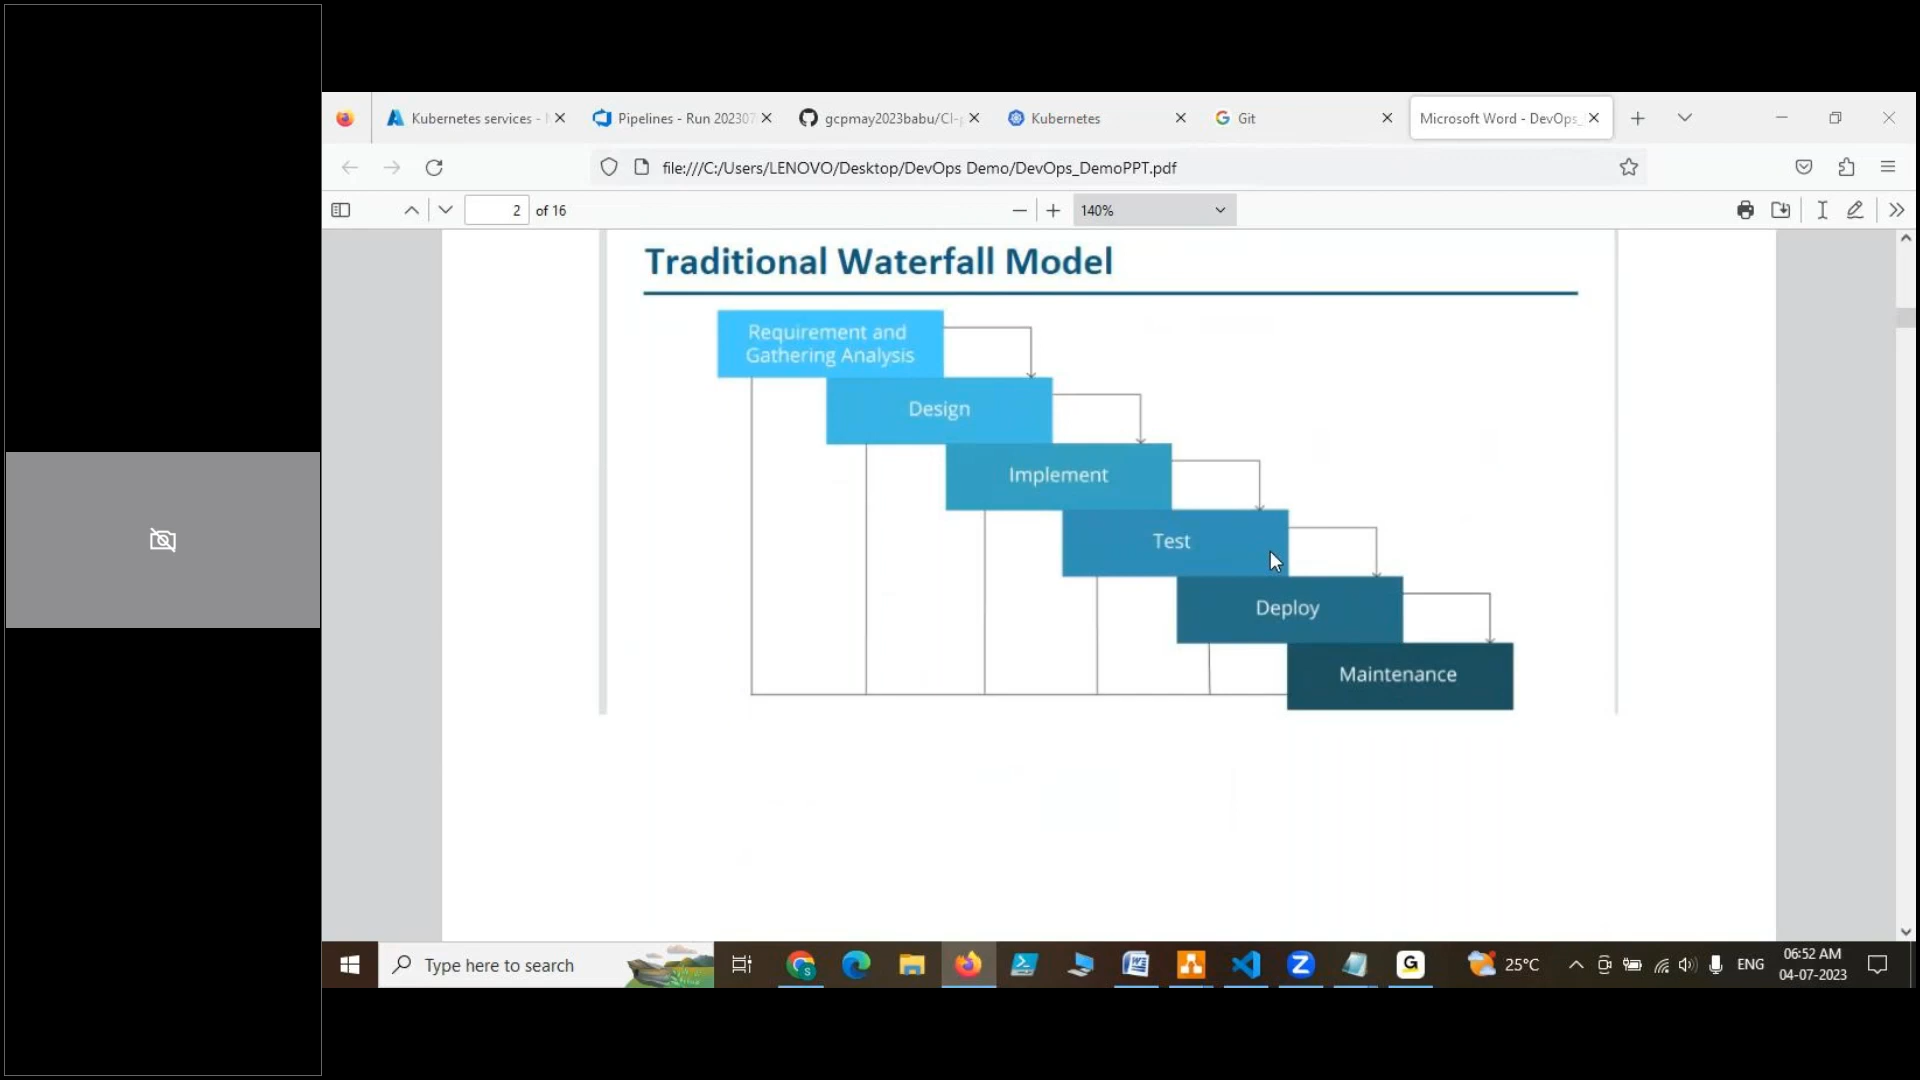 Kubernetes services -
Pipelines - Run 202307
gcpmay2023babu/CI-p
Kubernetes
Git
Microsoft Word - DevOps_
file:///C:/Users/LENOVO/Desktop/DevOps Demo/DevOps_DemoPPT.pdf
2 of 16
140%
Traditional Waterfall Model
Requirement and
Gathering Analysis
Design
Implement
Test
Deploy
Maintenance
Type here to search
25°C
ENG
06:52 AM
04-07-2023